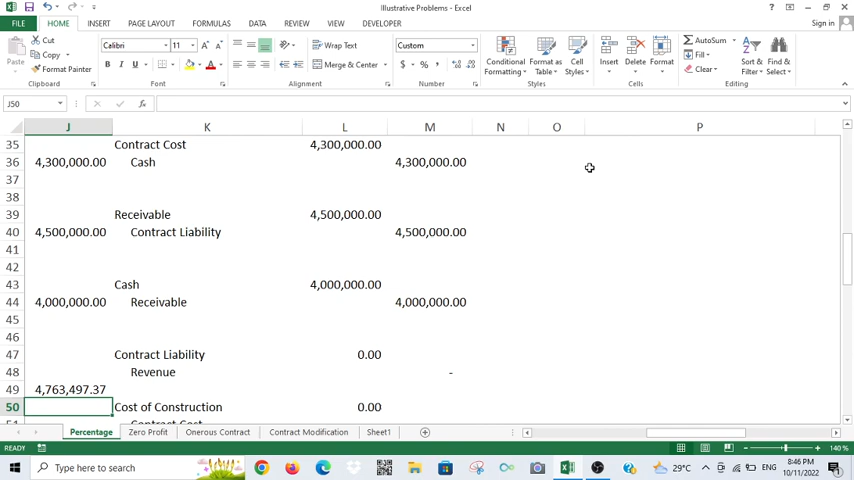 Illustrative Problems - Excel
Sign in
FILE HOME INSERT PAGE LAYOUT FORMULAS DATA REVIEW VIEW DEVELOPER
Cut
Copy
Format Painter
Paste
Clipboard
Calibri 11
B I U
Font
Wrap Text
Merge & Center
Alignment
Custom
$ % ,
Number
Conditional Formatting
Format as Table
Cell Styles
Styles
Insert Delete Format
Cells
AutoSum
Fill
Clear
Sort & Filter
Find & Select
Editing
J50
fx
J K L M N O P
35 Contract Cost 4,300,000.00
36 4,300,000.00 Cash 4,300,000.00
37
38
39 Receivable 4,500,000.00
40 4,500,000.00 Contract Liability 4,500,000.00
41
42
43 Cash 4,000,000.00
44 4,000,000.00 Receivable 4,000,000.00
45
46
47 Contract Liability 0.00
48 Revenue -
49 4,763,497.37
50 Cost of Construction 0.00
51 Contract Cost
Percentage Zero Profit Onerous Contract Contract Modification Sheet1
READY
140 %
Type here to search
29°C
ENG
8:46 PM
10/11/2022